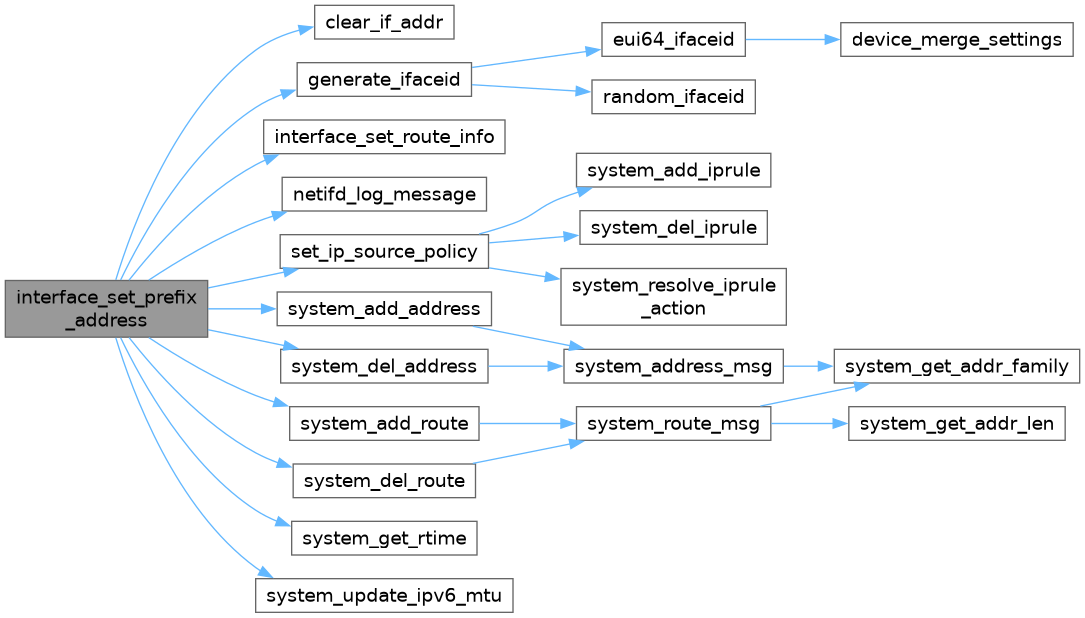 clear_if_addr
eui64_ifaceid
device_merge_settings
generate_ifaceid
random_ifaceid
interface_set_route_info
system_add_iprule
netifd_log_message
system_del_iprule
set_ip_source_policy
system_resolve_iprule
_action
interface_set_prefix
_address
system_add_address
system_del_address
system_address_msg
system_get_addr_family
system_add_route
system_route_msg
system_get_addr_len
system_del_route
system_get_rtime
system_update_ipv6_mtu